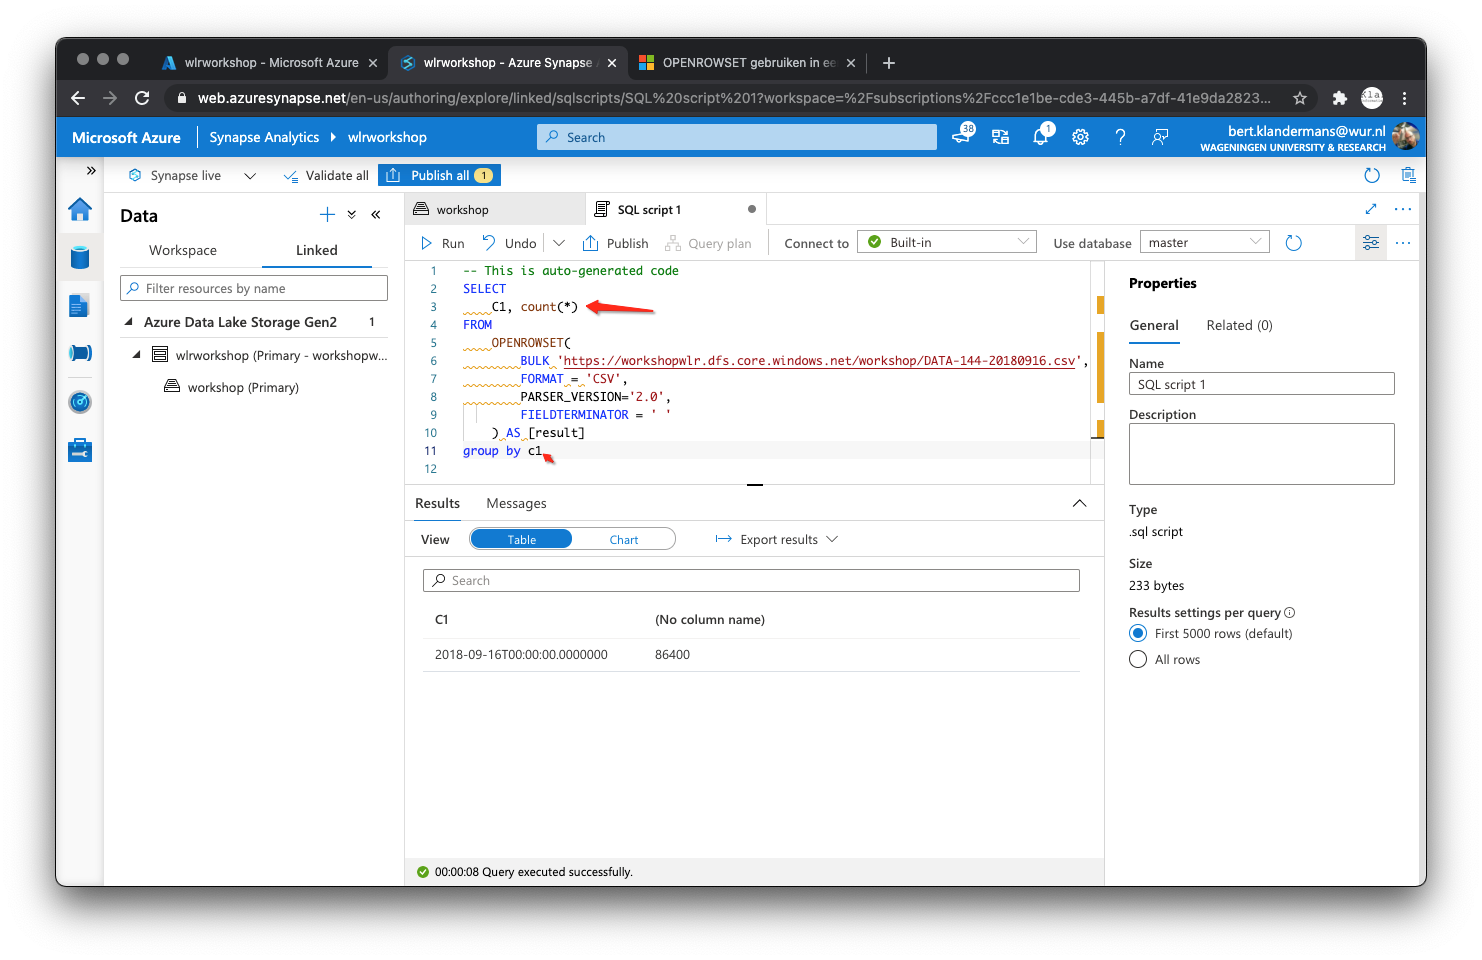 wlrworkshop - Microsoft Azure
wlrworkshop - Azure Synapse
OPENROWSET gebruiken in ee
web.azuresynapse.net/en-us/authoring/explore/linked/sqlscripts/SQL%20script%201?workspace=%2Fsubscriptions%2Fccc1e1be-cde3-445b-a7df-41e9da2823...
Microsoft Azure
Synapse Analytics
wlrworkshop
Search
38
1
bert.klandermans@wur.nl
WAGENINGEN UNIVERSITY & RESEARCH
Synapse live
Validate all
Publish all 1
Data
Workspace
Linked
Filter resources by name
Azure Data Lake Storage Gen2 1
wlrworkshop (Primary - workshopw...
workshop (Primary)
workshop
SQL script 1
Run
Undo
Publish
Query plan
Connect to
Built-in
Use database
master
1 -- This is auto-generated code
2 SELECT
3 C1, count(*)
4 FROM
5 OPENROWSET(
6 BULK 'https://workshopwlr.dfs.core.windows.net/workshop/DATA-144-20180916.csv',
7 FORMAT = 'CSV',
8 PARSER_VERSION='2.0',
9 FIELDTERMINATOR = ' '
10 ) AS [result]
11 group by c1
12
Results
Messages
View
Table
Chart
Export results
Search
C1 (No column name)
2018-09-16T00:00:00.0000000 86400
00:00:08 Query executed successfully.
Properties
General
Related (0)
Name
SQL script 1
Description
Type
.sql script
Size
233 bytes
Results settings per query
First 5000 rows (default)
All rows